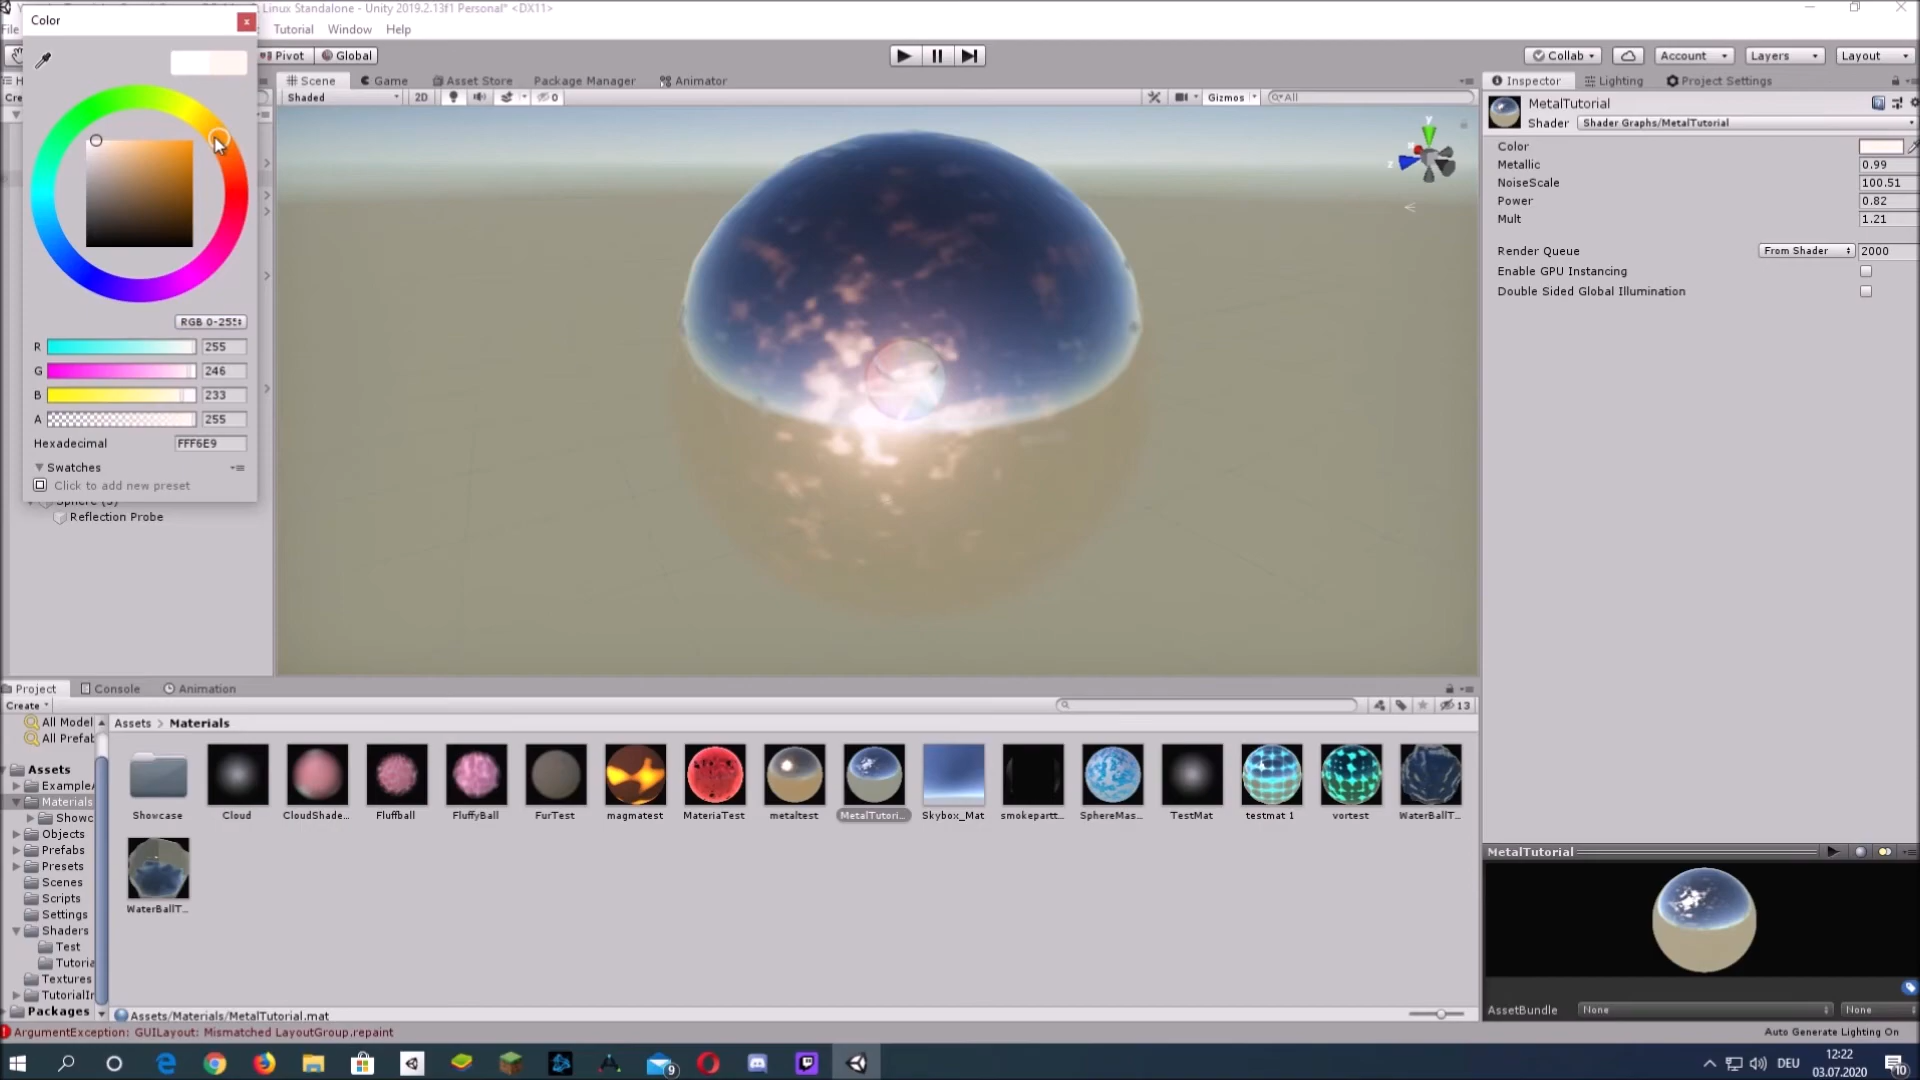 Color
Linux Standalone - Unity 2019.2.13f1 Personal* <DX11>
File
Tutorial Window Help
Pivot Global
Collab Account Layers Layout
Scene Game Asset Store Package Manager Animator
Inspector Lighting Project Settings
Shaded 2D 0 Gizmos All
MetalTutorial
Shader Shader Graphs/MetalTutorial
Color
Metallic 0.99
NoiseScale 100.51
Power 0.82
Mult 1.21
Render Queue From Shader 2000
Enable GPU Instancing
Double Sided Global Illumination
y
z
RGB 0-255
R 255
G 246
B 233
A 255
Hexadecimal FFF6E9
Swatches
Click to add new preset
Reflection Probe
Project Console Animation
Create
13
All Model
All Prefab
Assets > Materials
Assets
Example
Materials
Showc
Objects
Prefabs
Presets
Scenes
Scripts
Settings
Shaders
Test
Tutoria
Textures
TutorialIn
Packages
Showcase Cloud CloudShade... Fluffball FluffyBall FurTest magmatest MateriaTest metaltest MetalTutori... Skybox_Mat smokepartt... SphereMas... TestMat testmat 1 vortest WaterBallT...
WaterBallT...
Assets/Materials/MetalTutorial.mat
MetalTutorial
AssetBundle None None
ArgumentException: GUILayout: Mismatched LayoutGroup.repaint
Auto Generate Lighting On
9
DEU
12:22
03.07.2020
10